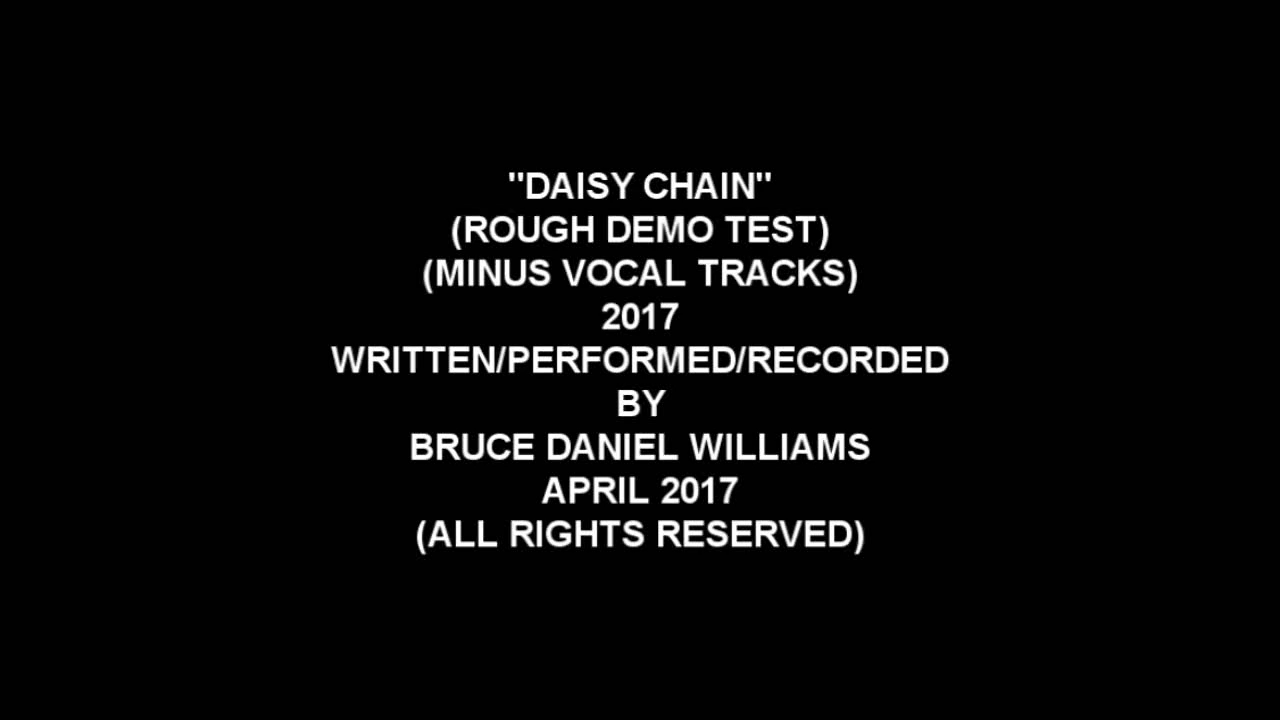 "DAISY CHAIN"
(ROUGH DEMO TEST)
(MINUS VOCAL TRACKS)
2017
WRITTEN/PERFORMED/RECORDED
BY
BRUCE DANIEL WILLIAMS
APRIL 2017
(ALL RIGHTS RESERVED)